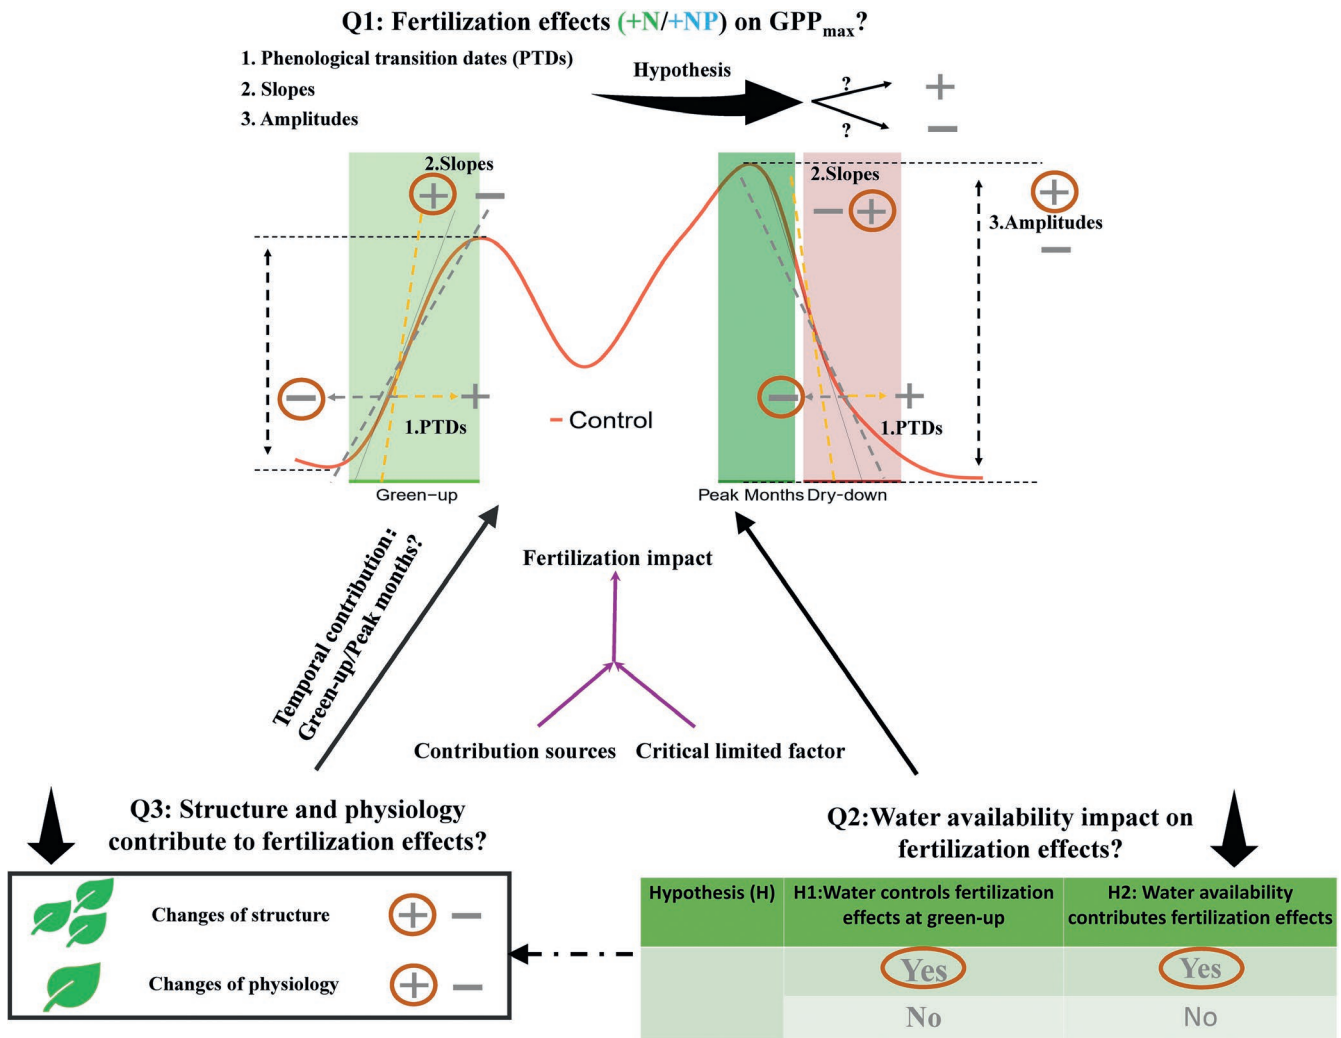 Q1: Fertilization effects (+N/+NP) on GPPmax?
1. Phenological transition dates (PTDs)
2. Slopes
3. Amplitudes
Hypothesis
?
+
?
−
2.Slopes
+ −
2.Slopes
− +
+
3.Amplitudes
−
−
+
1.PTDs
− Control
−
+
1.PTDs
Green−up
Peak Months
Dry−down
Temporal contribution:
Green-up/Peak months?
Fertilization impact
Contribution sources
Critical limited factor
Q3: Structure and physiology
contribute to fertilization effects?
Changes of structure + −
Changes of physiology + −
Q2:Water availability impact on
fertilization effects?
Hypothesis (H)
H1:Water controls fertilization
effects at green-up
H2: Water availability
contributes fertilization effects
Yes
Yes
No
No